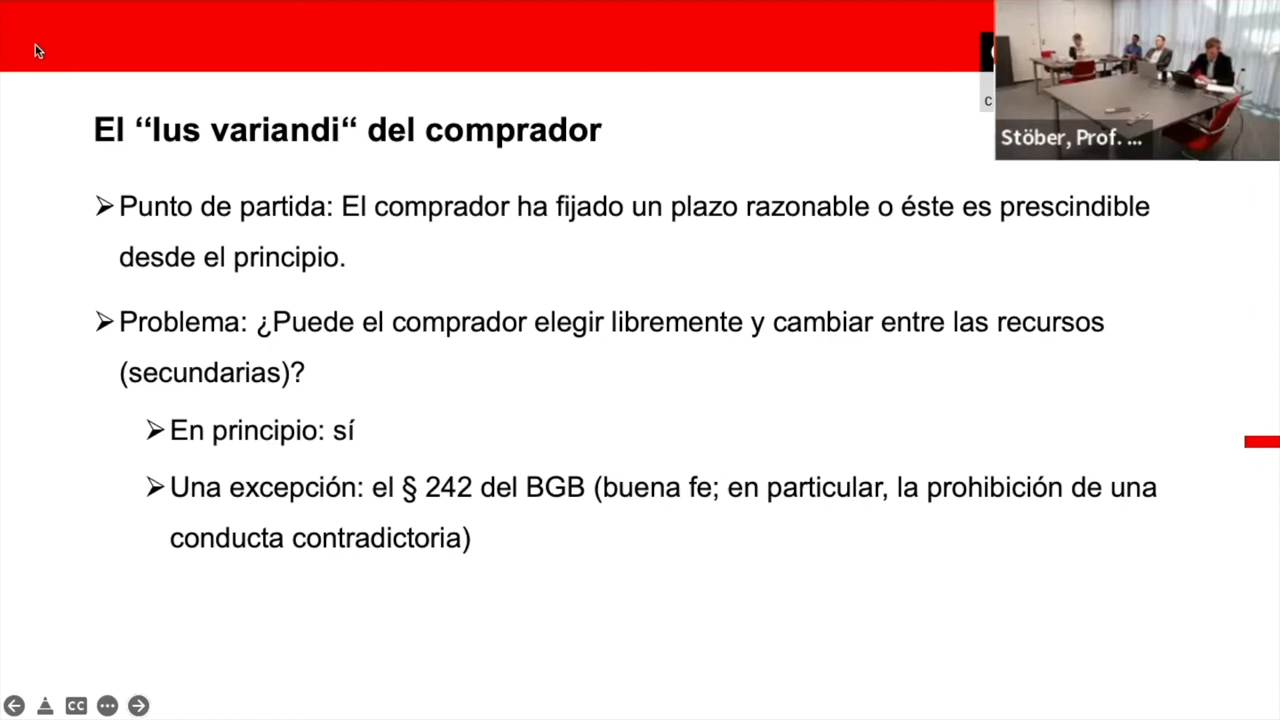 El “Ius variandi“ del comprador
Stöber, Prof. ...
➢Punto de partida: El comprador ha fijado un plazo razonable o éste es prescindible
desde el principio.
➢Problema: ¿Puede el comprador elegir libremente y cambiar entre las recursos
(secundarias)?
➢En principio: sí
➢Una excepción: el § 242 del BGB (buena fe; en particular, la prohibición de una
conducta contradictoria)
CC